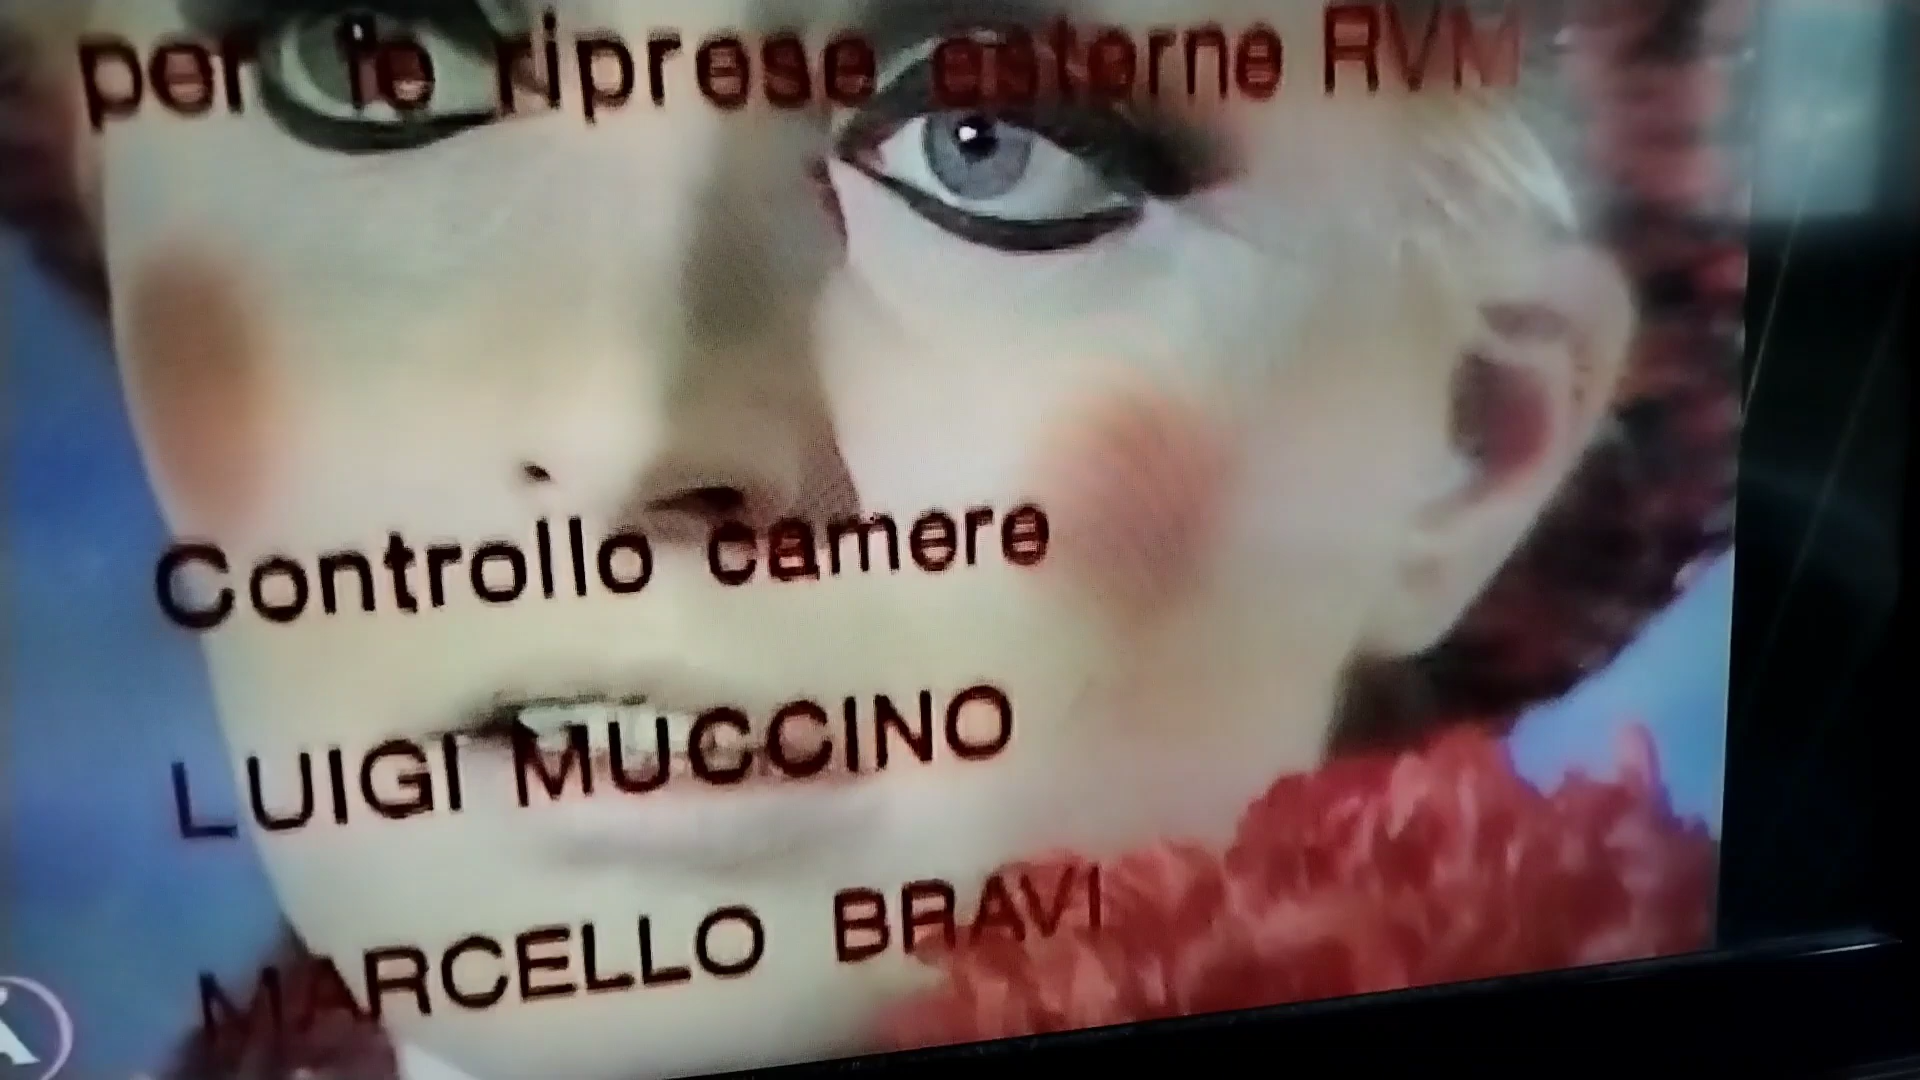 per le riprese esterne RVM
Controllo camere
LUIGI MUCCINO
MARCELLO BRAVI